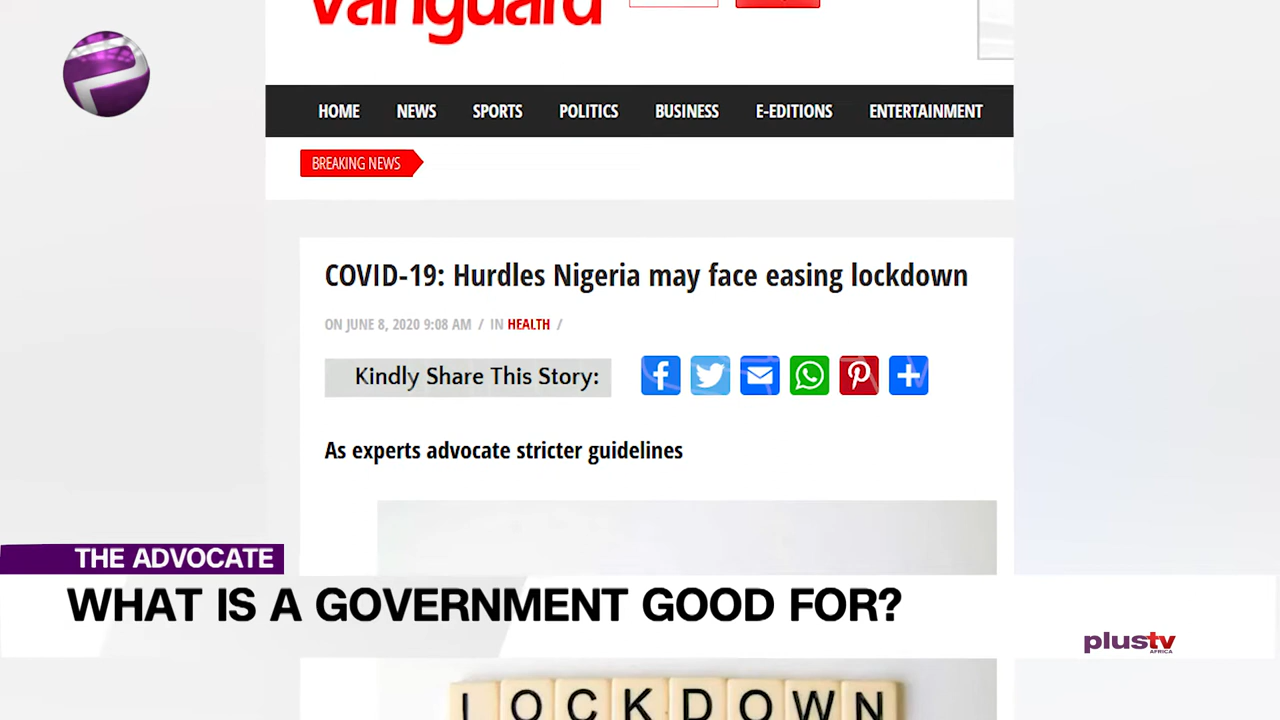 vanguard
HOME NEWS SPORTS POLITICS BUSINESS E-EDITIONS ENTERTAINMENT
BREAKING NEWS
COVID-19: Hurdles Nigeria may face easing lockdown
ON JUNE 8, 2020 9:08 AM / IN HEALTH /
Kindly Share This Story:
As experts advocate stricter guidelines
THE ADVOCATE
WHAT IS A GOVERNMENT GOOD FOR?
plustv
AFRICA
LOCKDOWN